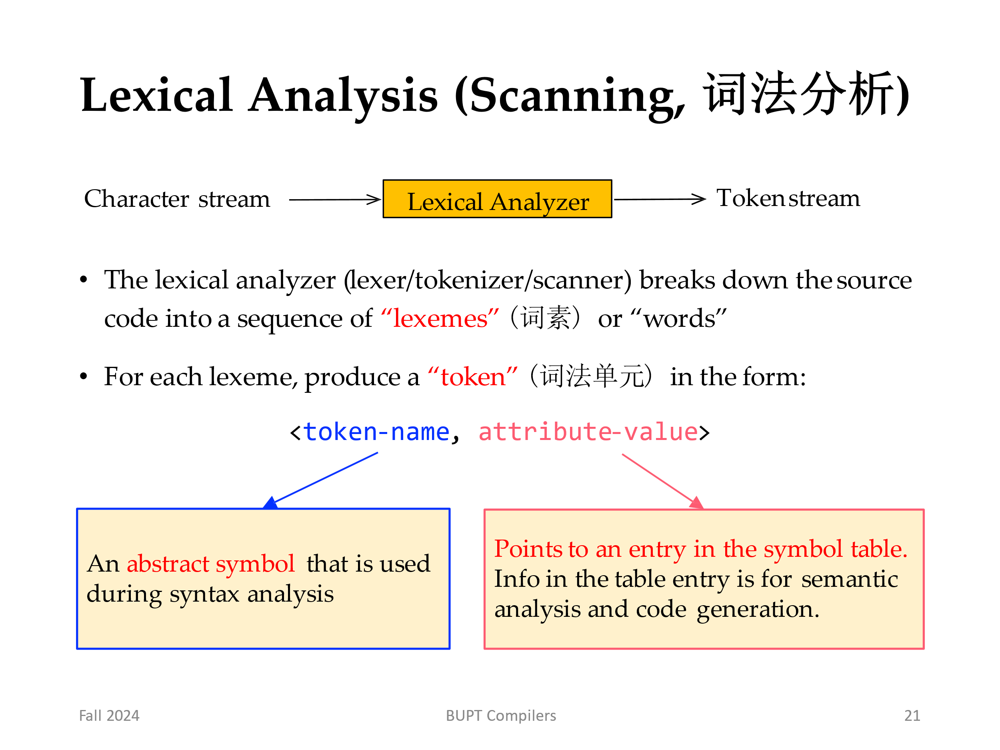 Lexical Analysis (Scanning, 词法分析)
Character stream
Lexical Analyzer
Token stream
• The lexical analyzer (lexer/tokenizer/scanner) breaks down the source
code into a sequence of “lexemes”（词素）or “words”
• For each lexeme, produce a “token”（词法单元）in the form:
<token-name, attribute-value>
An abstract symbol that is used
during syntax analysis
Points to an entry in the symbol table.
Info in the table entry is for semantic
analysis and code generation.
Fall 2024
BUPT Compilers
21